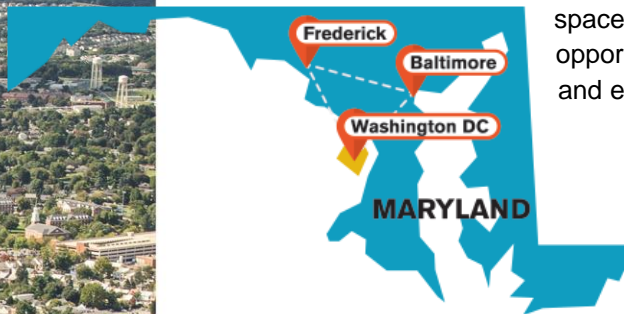 space
oppor
and e
Frederick
Baltimore
Washington DC
MARYLAND